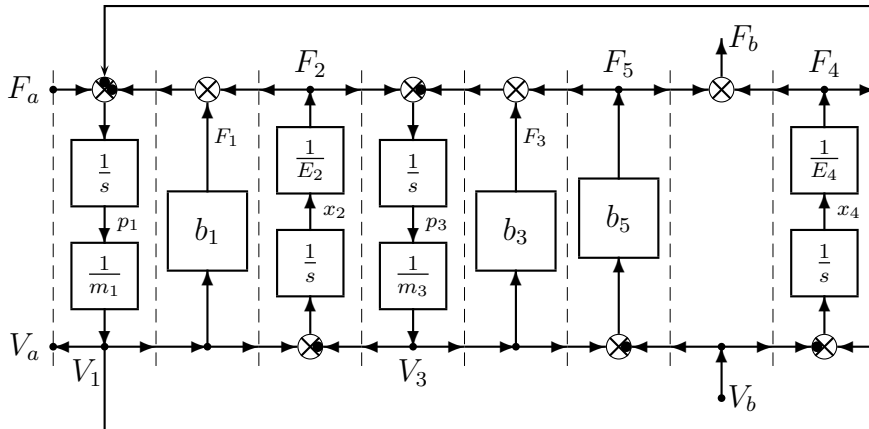 F_b
F_a F_2 F_5 F_4
F_1 F_3
1/s 1/E_2 1/s 1/E_4
b_1 b_3 b_5
p_1 x_2 p_3 x_4
1/m_1 1/s 1/m_3 1/s
V_a V_1 V_3 V_b